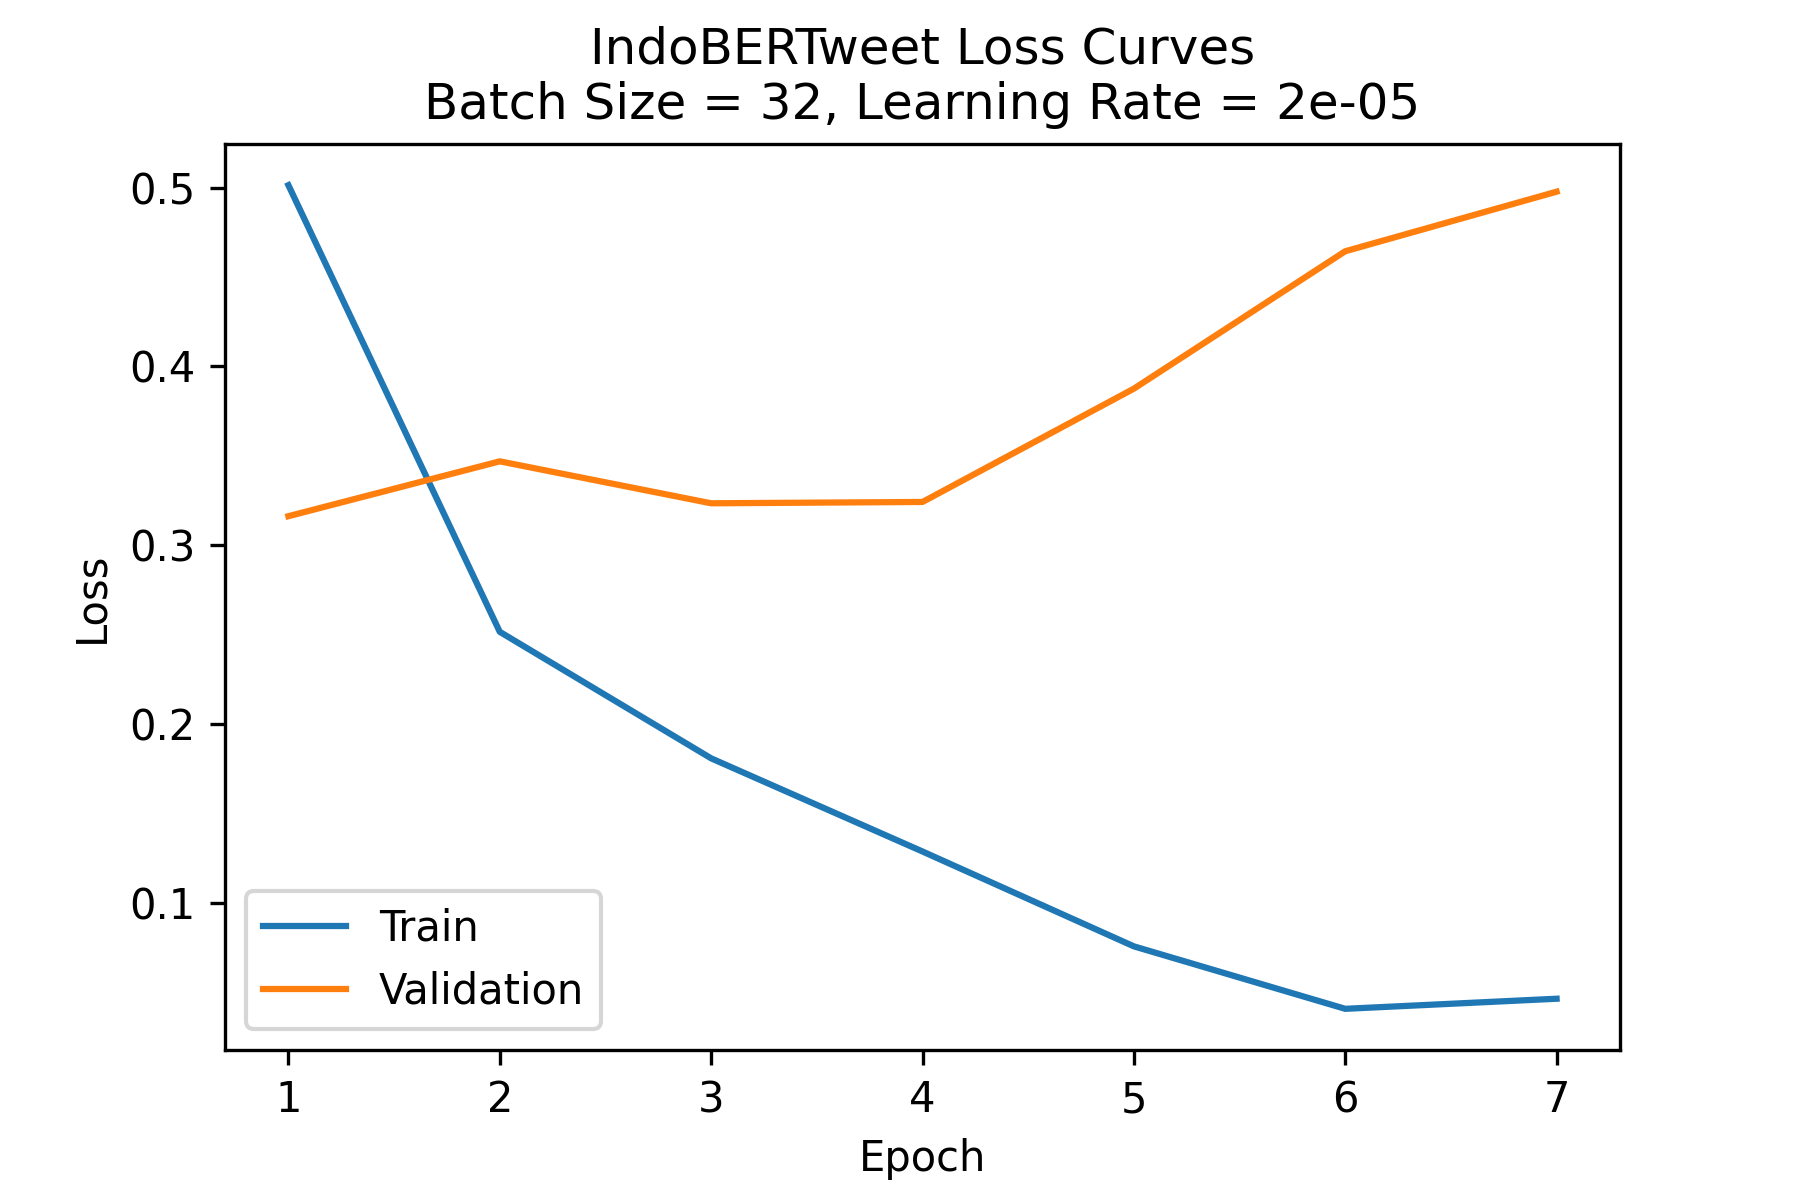 IndoBERTweet Loss Curves
Batch Size = 32, Learning Rate = 2e-05
0.5
0.4
0.3
0.2
0.1
Loss
Train
Validation
1 2 3 4 5 6 7
Epoch